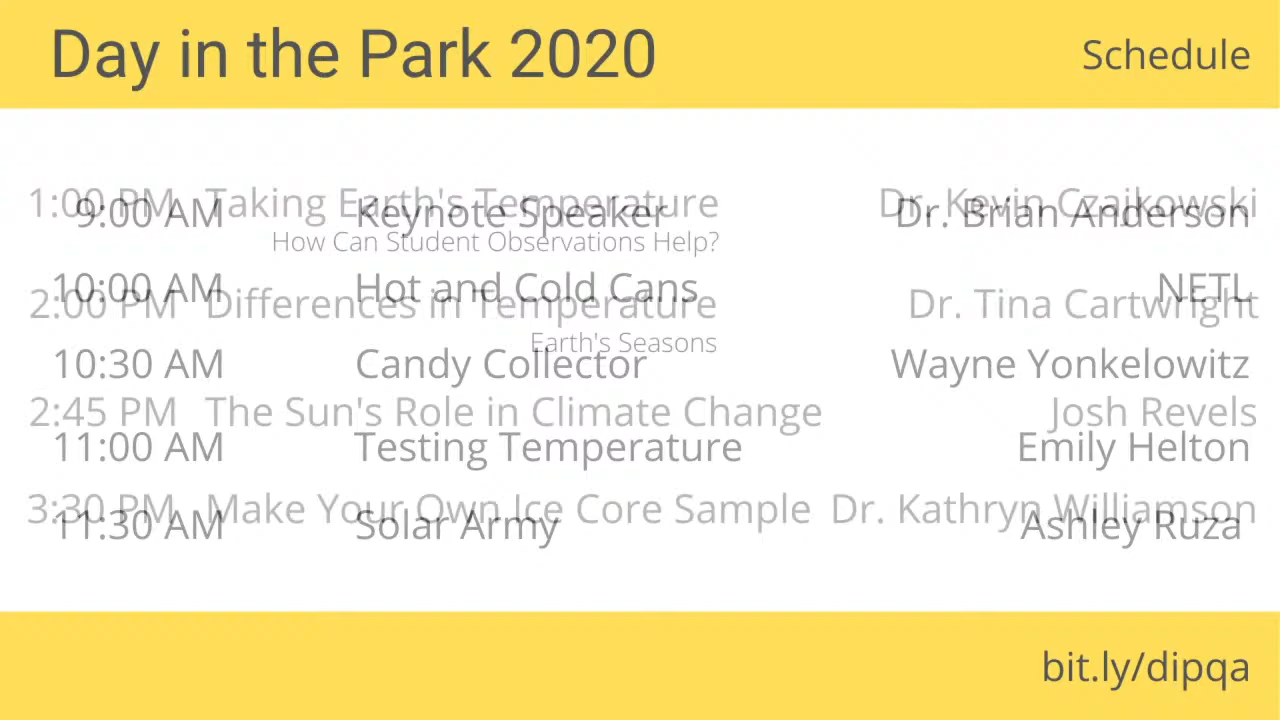 Day in the Park 2020
Schedule
1:00 PM Taking Earth's Temperature Dr. Kevin Czajkowski
How Can Student Observations Help?
2:00 PM Differences in Temperature Dr. Tina Cartwright
Earth's Seasons
2:45 PM The Sun's Role in Climate Change Josh Revels
3:30 PM Make Your Own Ice Core Sample Dr. Kathryn Williamson
9:00 AM Keynote Speaker Dr. Brian Anderson
10:00 AM Hot and Cold Cans NETL
10:30 AM Candy Collector Wayne Yonkelowitz
11:00 AM Testing Temperature Emily Helton
11:30 AM Solar Army Ashley Ruza
bit.ly/dipqa